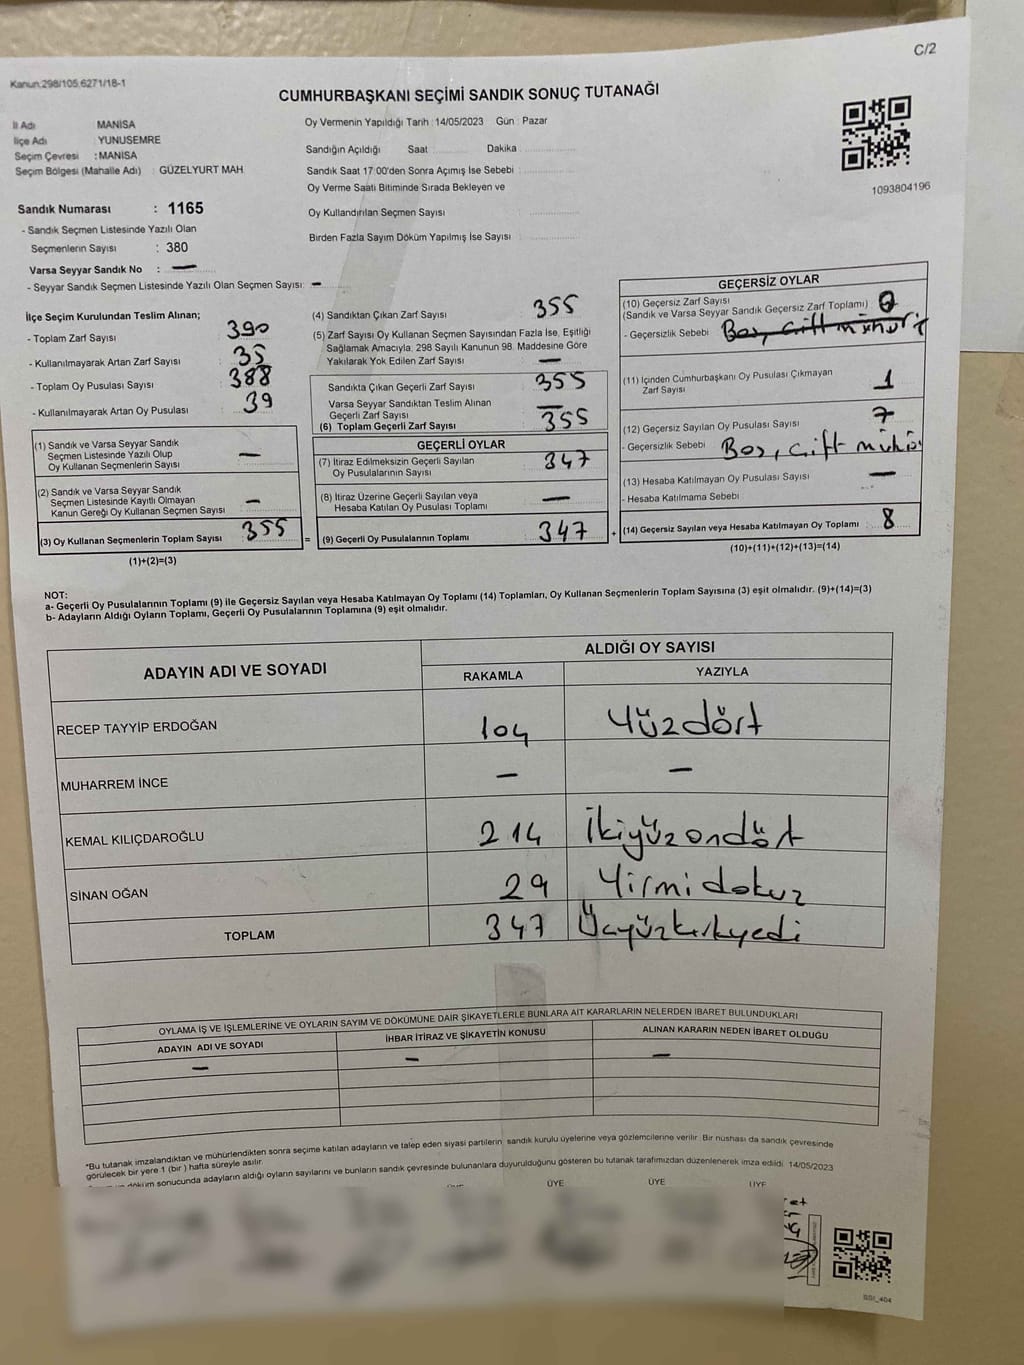 C/2
Kanun:298/105.6271/18-1
CUMHURBAŞKANI SEÇİMİ SANDIK SONUÇ TUTANAĞI
İl Adı : MANİSA
İlçe Adı : YUNUSEMRE
Seçim Çevresi : MANİSA
Seçim Bölgesi (Mahalle Adı) : GÜZELYURT MAH
Sandık Numarası : 1165
- Sandık Seçmen Listesinde Yazılı Olan
Seçmenlerin Sayısı : 380
Varsa Seyyar Sandık No : —
- Seyyar Sandık Seçmen Listesinde Yazılı Olan Seçmen Sayısı: —
Oy Vermenin Yapıldığı Tarih : 14/05/2023 Gün : Pazar
Sandığın Açıldığı Saat Dakika
Sandık Saat 17:00'den Sonra Açımış İse Sebebi :
Oy Verme Saati Bitiminde Sırada Bekleyen ve
Oy Kullandırılan Seçmen Sayısı
Birden Fazla Sayım Döküm Yapılmış İse Sayısı :
1093804196
İlçe Seçim Kurulundan Teslim Alınan;
- Toplam Zarf Sayısı 390
- Kullanılmayarak Artan Zarf Sayısı 35
- Toplam Oy Pusulası Sayısı 388
- Kullanılmayarak Artan Oy Pusulası 39
(1) Sandık ve Varsa Seyyar Sandık
Seçmen Listesinde Yazılı Olup
Oy Kullanan Seçmenlerin Sayısı —
(2) Sandık ve Varsa Seyyar Sandık
Seçmen Listesinde Kayıtlı Olmayan
Kanun Gereği Oy Kullanan Seçmen Sayısı —
(3) Oy Kullanan Seçmenlerin Toplam Sayısı 355
(1)+(2)=(3)
(4) Sandıktan Çıkan Zarf Sayısı 355
(5) Zarf Sayısı Oy Kullanan Seçmen Sayısından Fazla İse, Eşitliği
Sağlamak Amacıyla, 298 Sayılı Kanunun 98. Maddesine Göre
Yakılarak Yok Edilen Zarf Sayısı —
Sandıkta Çıkan Geçerli Zarf Sayısı 355
Varsa Seyyar Sandıktan Teslim Alınan
Geçerli Zarf Sayısı —
(6) Toplam Geçerli Zarf Sayısı 355
GEÇERLİ OYLAR
(7) İtiraz Edilmeksizin Geçerli Sayılan
Oy Pusulalarının Sayısı 347
(8) İtiraz Üzerine Geçerli Sayılan veya
Hesaba Katılan Oy Pusulası Toplamı —
= (9) Geçerli Oy Pusulalarının Toplamı 347 +
GEÇERSİZ OYLAR
(10) Geçersiz Zarf Sayısı
(Sandık ve Varsa Seyyar Sandık Geçersiz Zarf Toplamı) 0
- Geçersizlik Sebebi Boş, çift mühür
(11) İçinden Cumhurbaşkanı Oy Pusulası Çıkmayan
Zarf Sayısı 1
(12) Geçersiz Sayılan Oy Pusulası Sayısı 7
- Geçersizlik Sebebi Boş, çift mühür
(13) Hesaba Katılmayan Oy Pusulası Sayısı —
- Hesaba Katılmama Sebebi
(14) Geçersiz Sayılan veya Hesaba Katılmayan Oy Toplamı 8
(10)+(11)+(12)+(13)=(14)
NOT:
a- Geçerli Oy Pusulalarının Toplamı (9) ile Geçersiz Sayılan veya Hesaba Katılmayan Oy Toplamı (14) Toplamları, Oy Kullanan Seçmenlerin Toplam Sayısına (3) eşit olmalıdır. (9)+(14)=(3)
b- Adayların Aldığı Oyların Toplamı, Geçerli Oy Pusulalarının Toplamına (9) eşit olmalıdır.
ADAYIN ADI VE SOYADI ALDIĞI OY SAYISI
RAKAMLA YAZIYLA
RECEP TAYYİP ERDOĞAN 104 Yüzdört
MUHARREM İNCE — —
KEMAL KILIÇDAROĞLU 214 İkiyüzondört
SİNAN OĞAN 29 Yirmidokuz
TOPLAM 347 Üçyüzkırkyedi
OYLAMA İŞ VE İŞLEMLERİNE VE OYLARIN SAYIM VE DÖKÜMÜNE DAİR ŞİKAYETLERLE BUNLARA AİT KARARLARIN NELERDEN İBARET BULUNDUKLARI
ADAYIN ADI VE SOYADI İHBAR İTİRAZ VE ŞİKAYETİN KONUSU ALINAN KARARIN NEDEN İBARET OLDUĞU
— — —
*Bu tutanak imzalandıktan ve mühürlendikten sonra seçime katılan adayların ve talep eden siyasi partilerin sandık kurulu üyelerine veya gözlemcilerine verilir. Bir nüshası da sandık çevresinde
görülecek bir yere 1 (bir) hafta süreyle asılır.
döküm sonucunda adayların aldığı oyların sayılarını ve bunların sandık çevresinde bulunanlara duyurulduğunu gösteren bu tutanak tarafımızdan düzenlenerek imza edildi. 14/05/2023
ÜYE ÜYE ÜYE ÜYE